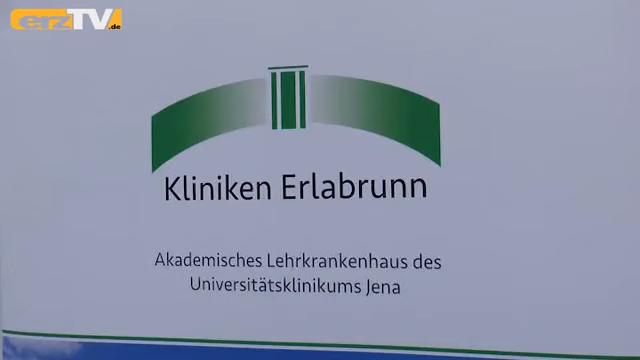 erzTV.de
Kliniken Erlabrunn
Akademisches Lehrkrankenhaus des
Universitätsklinikums Jena